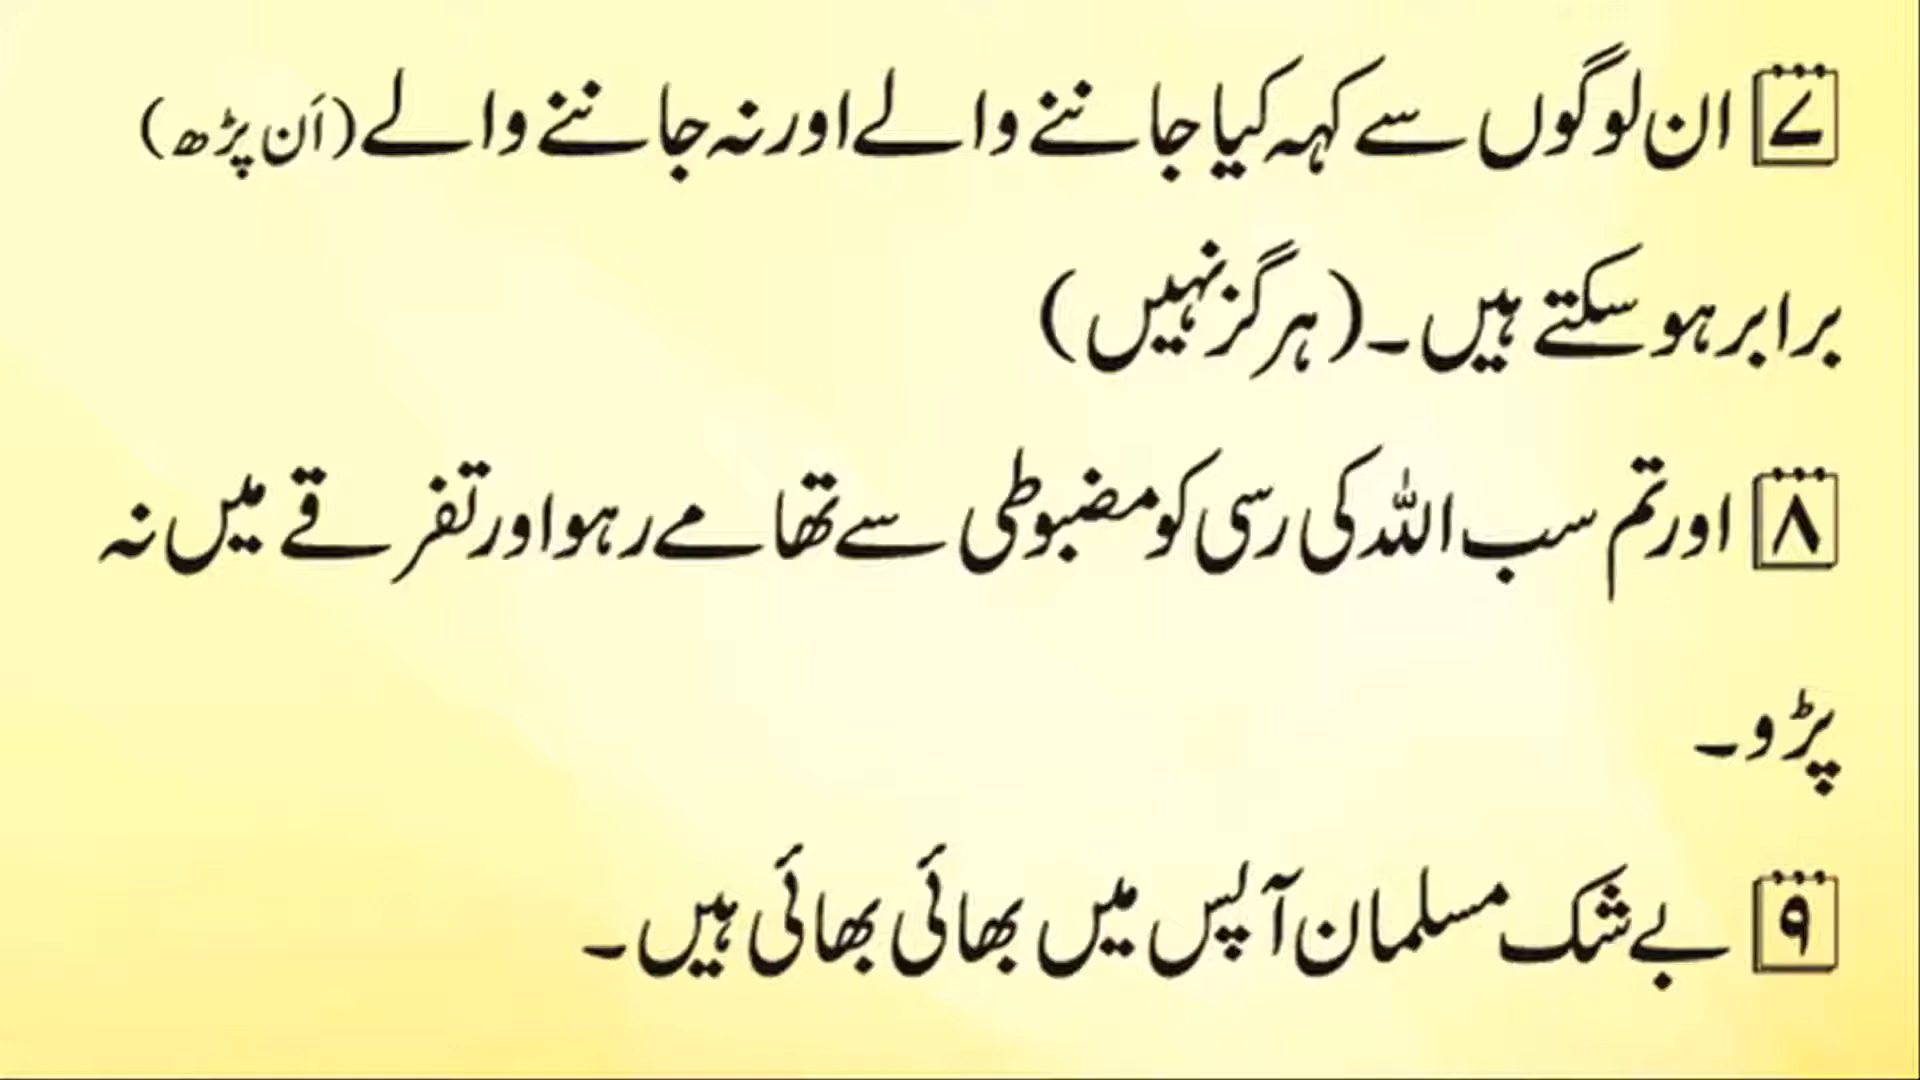 ۷ ان لوگوں سے کہہ کیا جاننے والے اور نہ جاننے والے (اَن پڑھ)
برابر ہو سکتے ہیں۔ (ہرگز نہیں)
۸ اور تم سب اللہ کی رسی کو مضبوطی سے تھامے رہو اور تفرقے میں نہ
پڑو۔
۹ بے شک مسلمان آپس میں بھائی بھائی ہیں۔